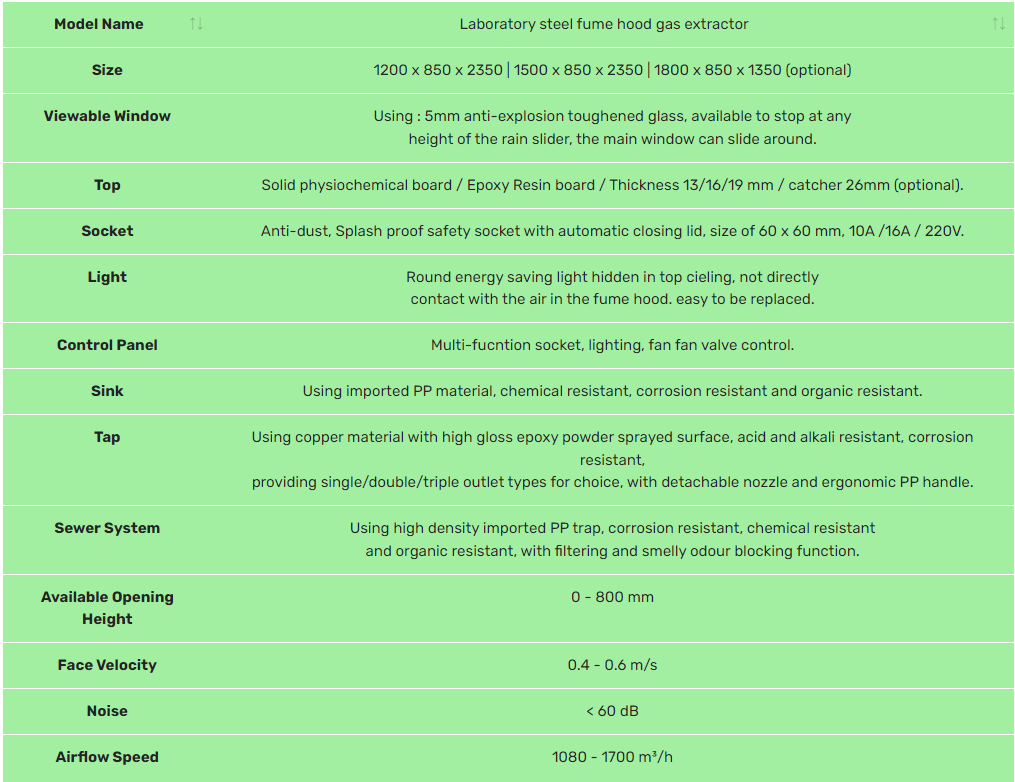 Model Name Laboratory steel fume hood gas extractor
Size 1200 x 850 x 2350 | 1500 x 850 x 2350 | 1800 x 850 x 1350 (optional)
Viewable Window Using : 5mm anti-explosion toughened glass, available to stop at any
height of the rain slider, the main window can slide around.
Top Solid physiochemical board / Epoxy Resin board / Thickness 13/16/19 mm / catcher 26mm (optional).
Socket Anti-dust, Splash proof safety socket with automatic closing lid, size of 60 x 60 mm, 10A /16A / 220V.
Light Round energy saving light hidden in top cieling, not directly
contact with the air in the fume hood. easy to be replaced.
Control Panel Multi-fucntion socket, lighting, fan fan valve control.
Sink Using imported PP material, chemical resistant, corrosion resistant and organic resistant.
Tap Using copper material with high gloss epoxy powder sprayed surface, acid and alkali resistant, corrosion
resistant,
providing single/double/triple outlet types for choice, with detachable nozzle and ergonomic PP handle.
Sewer System Using high density imported PP trap, corrosion resistant, chemical resistant
and organic resistant, with filtering and smelly odour blocking function.
Available Opening 0 - 800 mm
Height
Face Velocity 0.4 - 0.6 m/s
Noise < 60 dB
Airflow Speed 1080 - 1700 m³/h